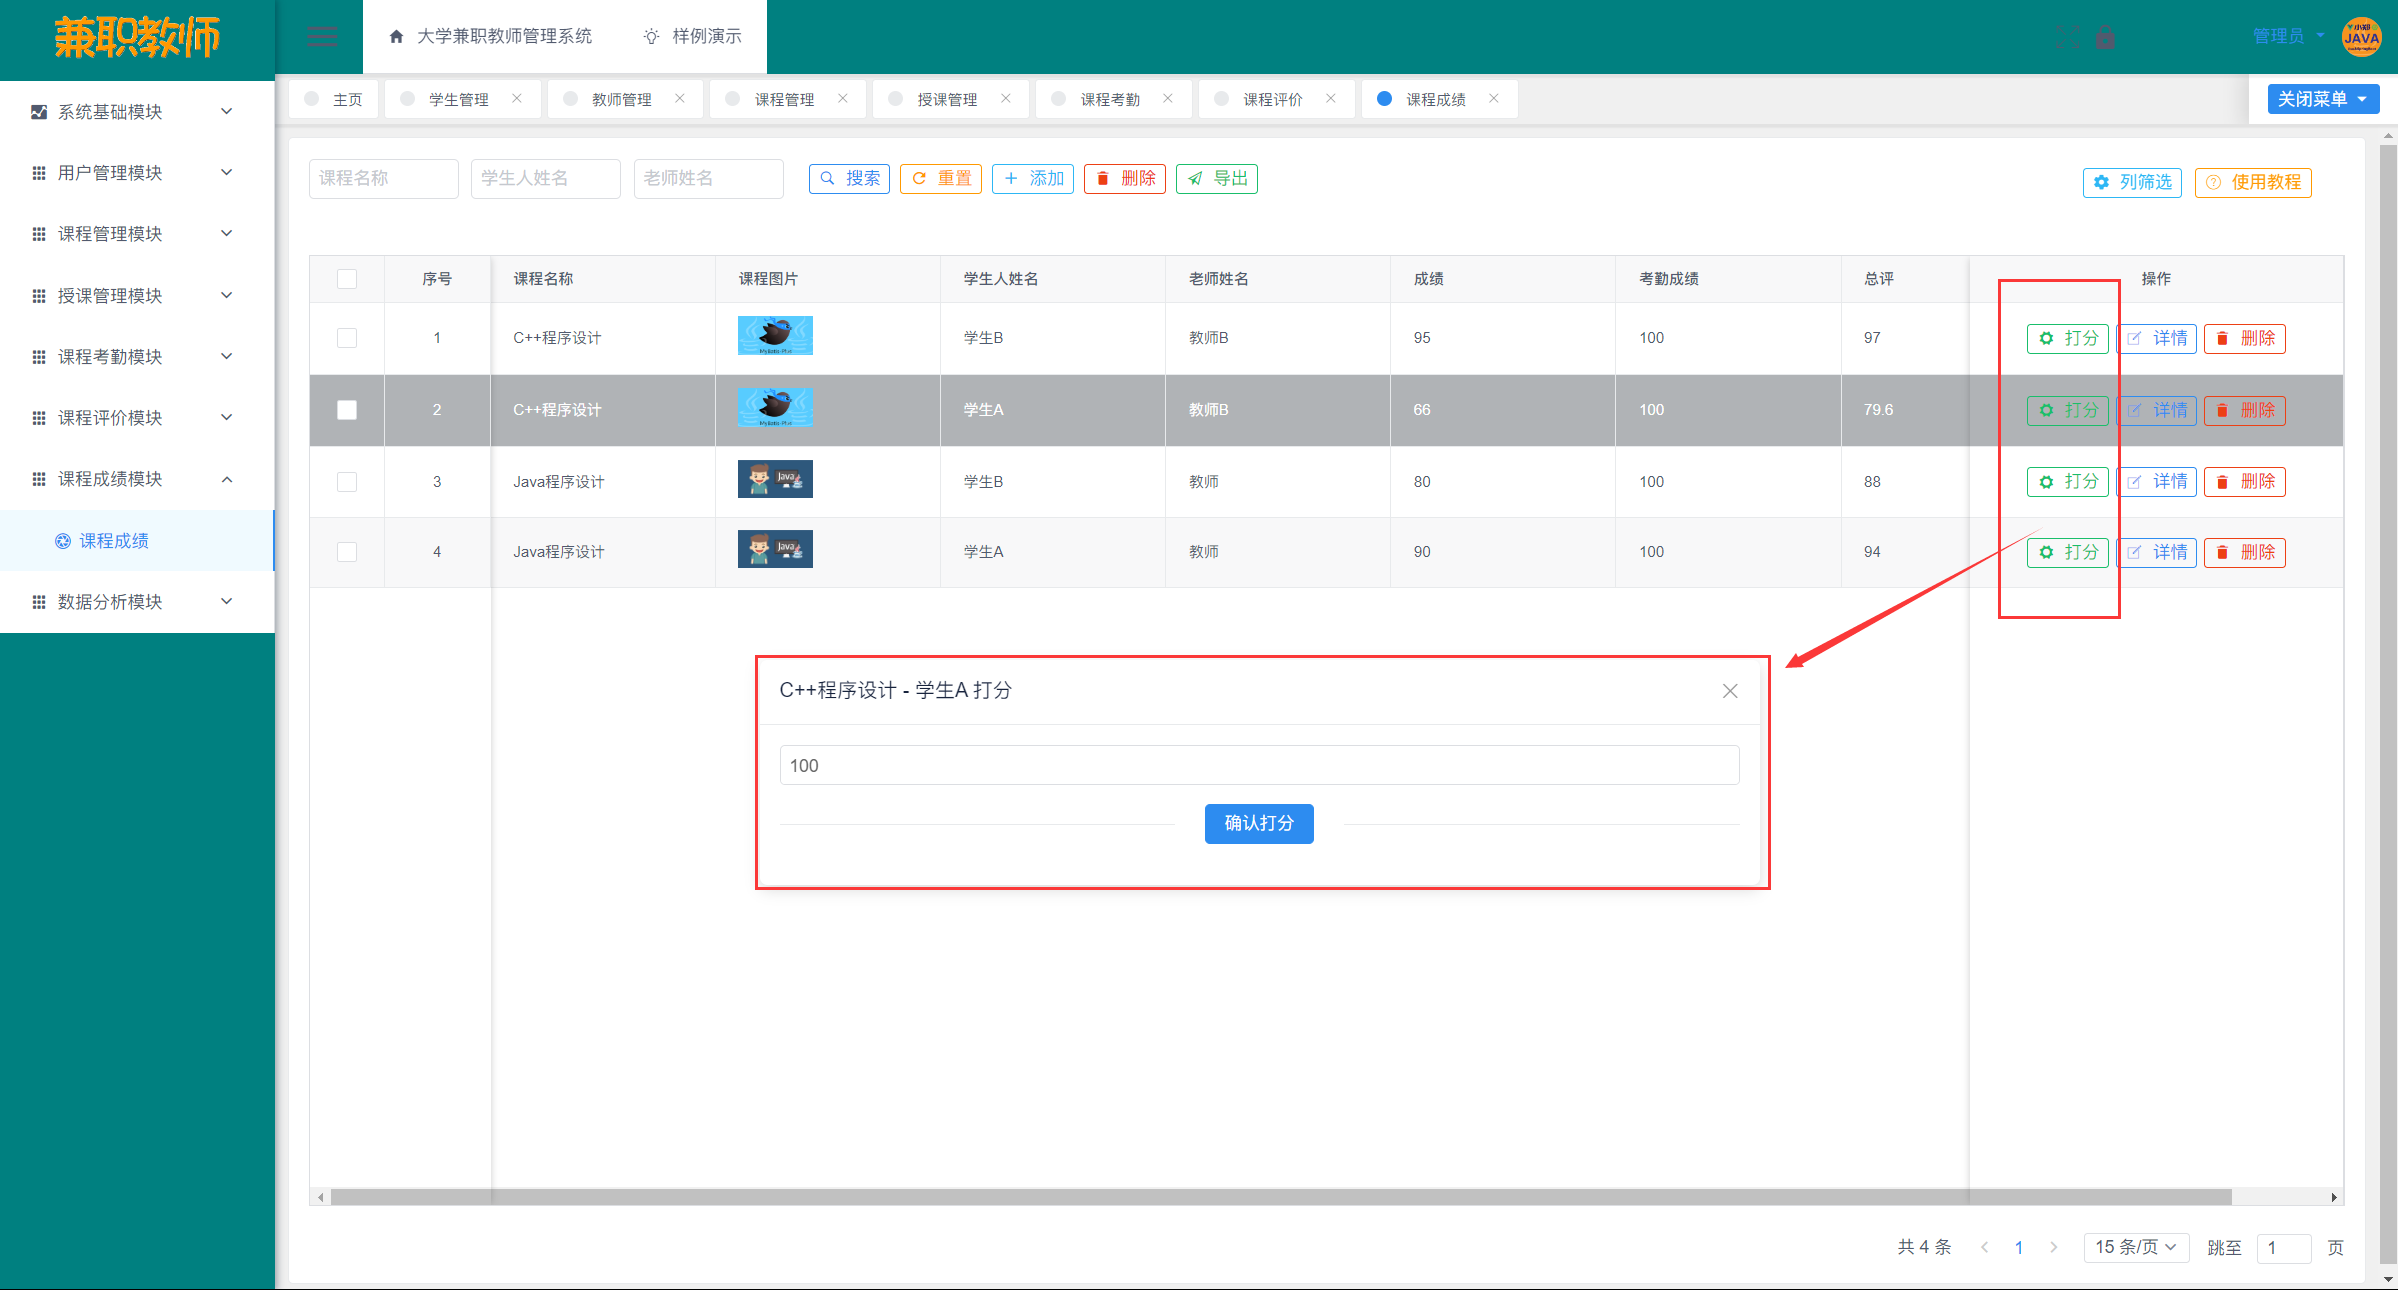 兼职教师
大学兼职教师管理系统
样例演示
管理员
小郑
JAVA
主页
学生管理
教师管理
课程管理
授课管理
课程考勤
课程评价
课程成绩
关闭菜单
系统基础模块
用户管理模块
课程管理模块
授课管理模块
课程考勤模块
课程评价模块
课程成绩模块
课程成绩
数据分析模块
课程名称 学生人姓名 老师姓名 搜索 重置 添加 删除 导出 列筛选 使用教程
序号 课程名称 课程图片 学生人姓名 老师姓名 成绩 考勤成绩 总评 操作
1 C++程序设计 MyBatis-Plus 学生B 教师B 95 100 97 打分 详情 删除
2 C++程序设计 MyBatis-Plus 学生A 教师B 66 100 79.6 打分 详情 删除
3 Java程序设计 Java 学生B 教师 80 100 88 打分 详情 删除
4 Java程序设计 Java 学生A 教师 90 100 94 打分 详情 删除
C++程序设计 - 学生A 打分
100
确认打分
共 4 条 1 15 条/页 跳至 1 页